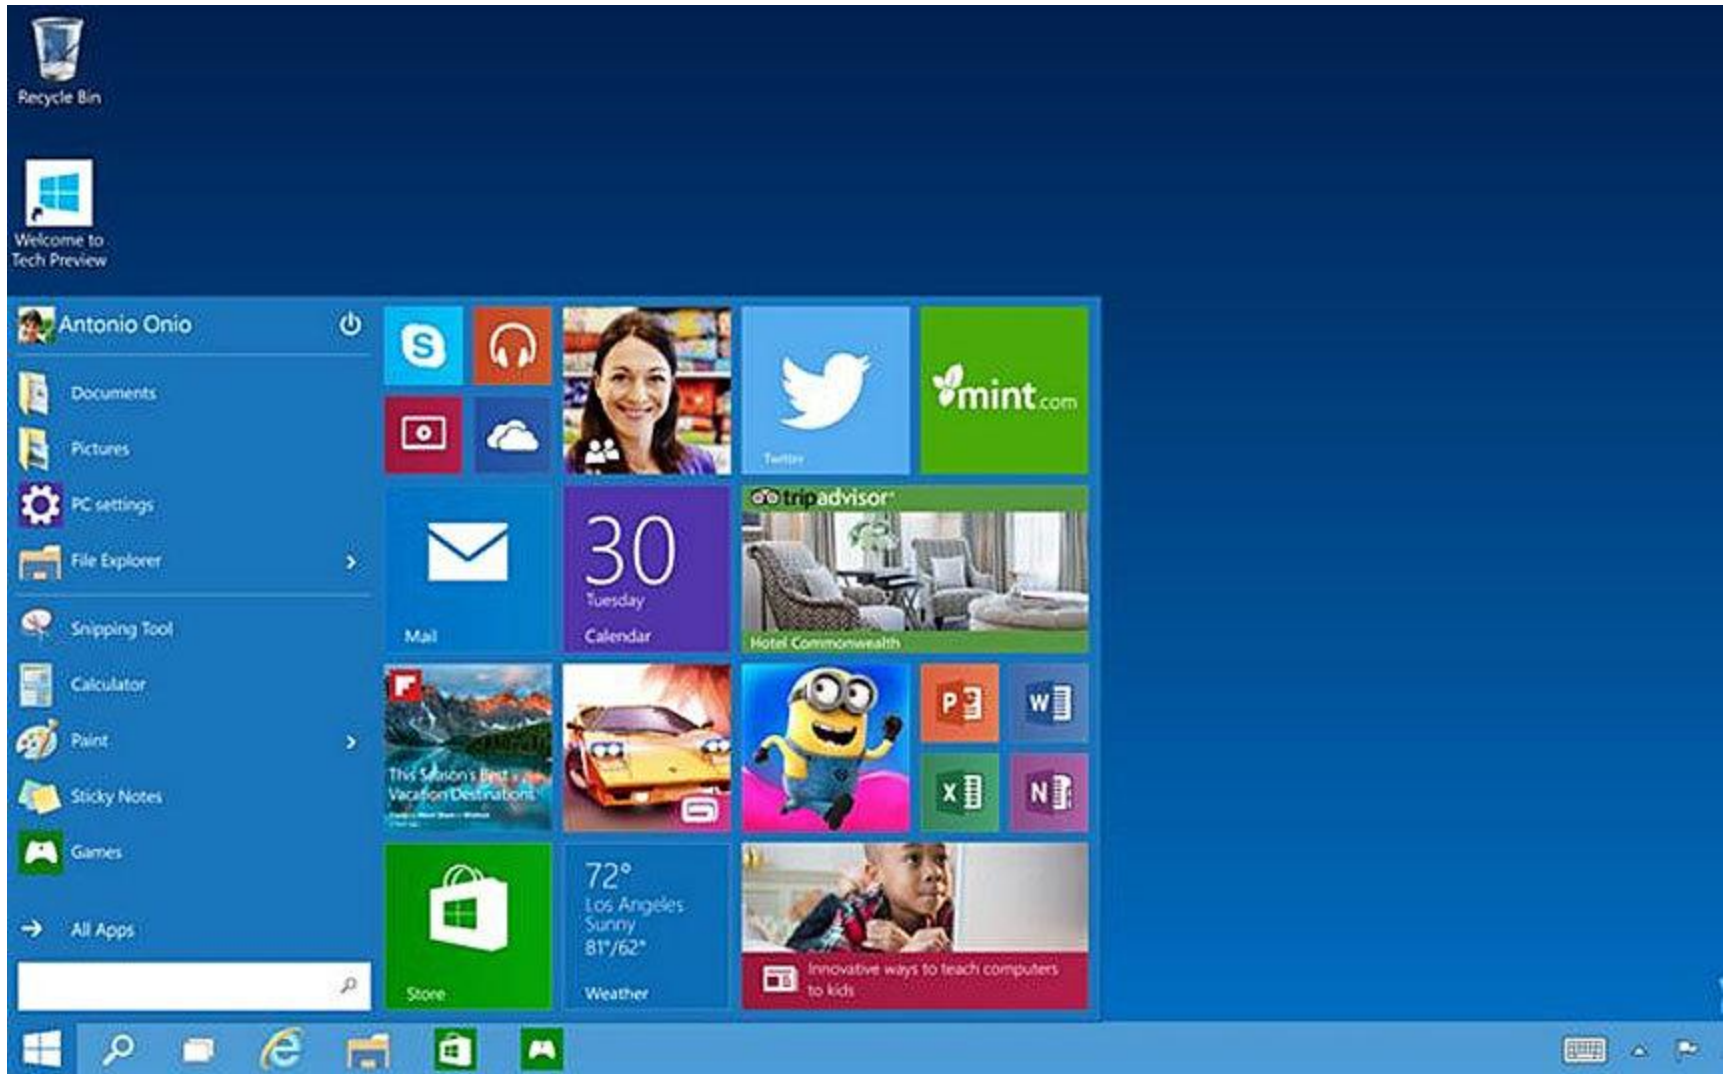 Recycle Bin
Welcome to
Tech Preview
Antonio Onio
Documents
Pictures
PC settings
File Explorer
Snipping Tool
Calculator
Paint
Sticky Notes
Games
All Apps
S
Twitter
mint.com
Mail
30
Tuesday
Calendar
tripadvisor
Hotel Commonwealth
F
This Season's Best
Vacation Destinations
P
W
X
N
Store
72°
Los Angeles
Sunny
81°/62°
Weather
Innovative ways to teach computers
to kids